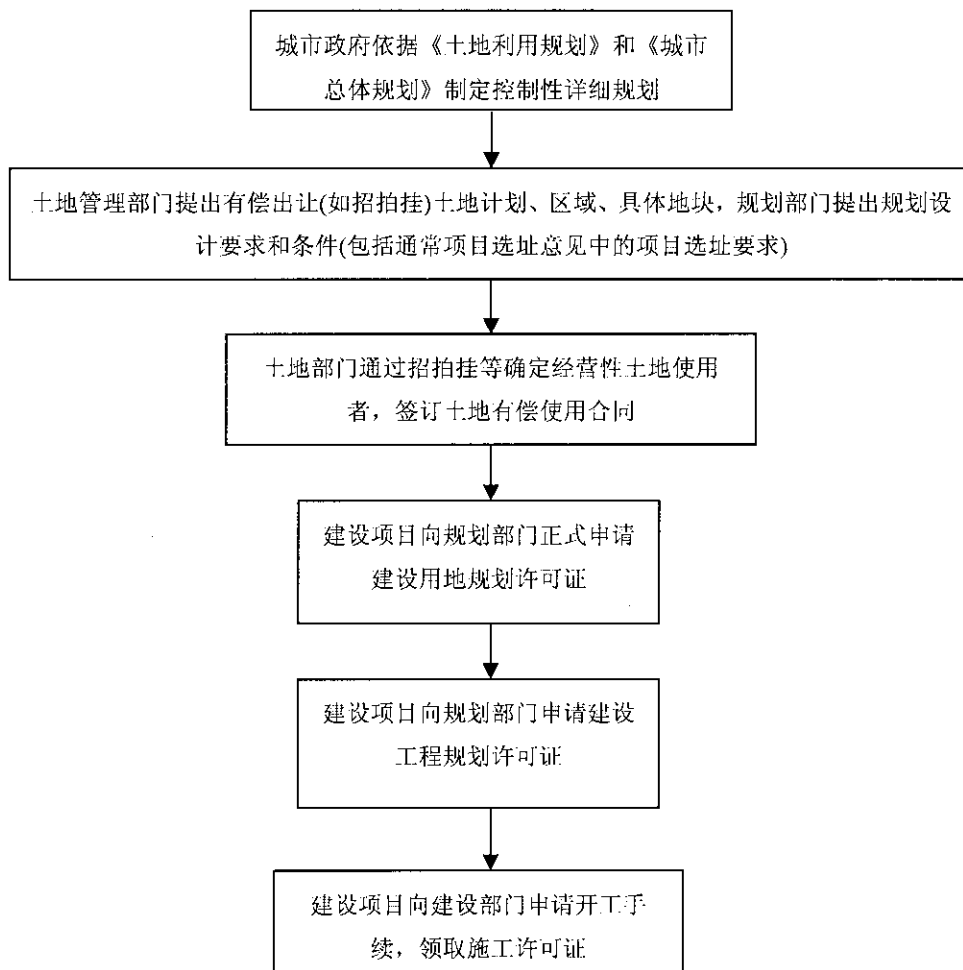 城市政府依据《土地利用规划》和《城市
总体规划》制定控制性详细规划
土地管理部门提出有偿出让(如招拍挂)土地计划、区域、具体地块，规划部门提出规划设
计要求和条件(包括通常项目选址意见中的项目选址要求)
土地部门通过招拍挂等确定经营性土地使用
者，签订土地有偿使用合同
建设项目向规划部门正式申请
建设用地规划许可证
建设项目向规划部门申请建设
工程规划许可证
建设项目向建设部门申请开工手
续，领取施工许可证